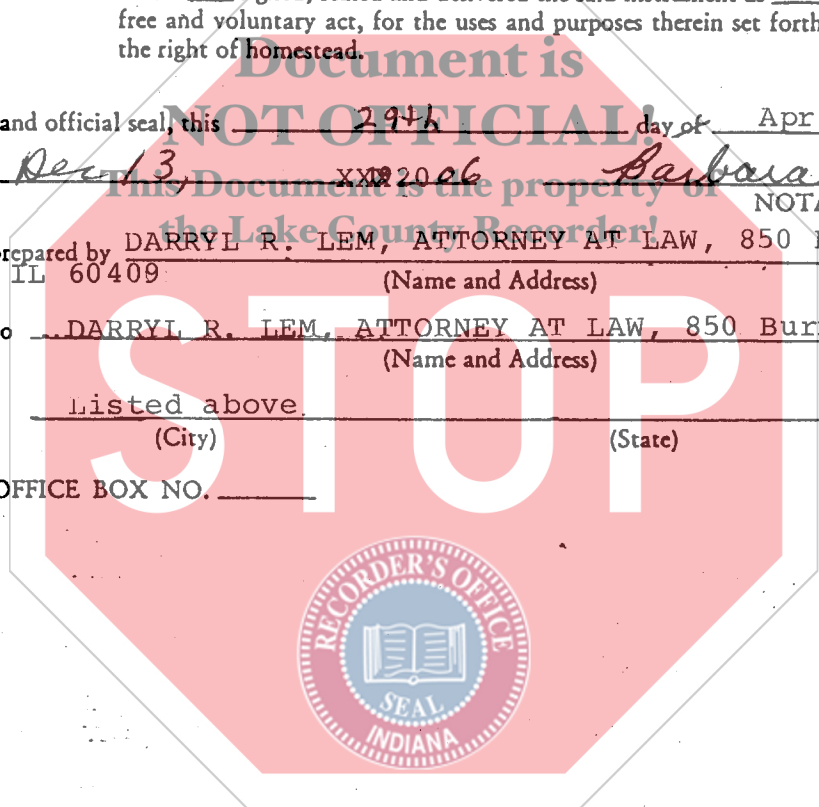 free and voluntary act, for the uses and purposes therein set forth
the right of homestead.
Document is
and official seal, this 29th day of Apr
NOT OFFICIAL!
Dec 13, XXX 2006 Barbara
This Document is the property of
NOTA
the Lake County Recorder!
repared by DARRYL R. LEM, ATTORNEY AT LAW, 850
IL 60409
(Name and Address)
o DARRYL R. LEM, ATTORNEY AT LAW, 850 Bur
(Name and Address)
Listed above
(City) (State)
OFFICE BOX NO.
STOP
RECORDER'S OFFICE
SEAL
INDIANA